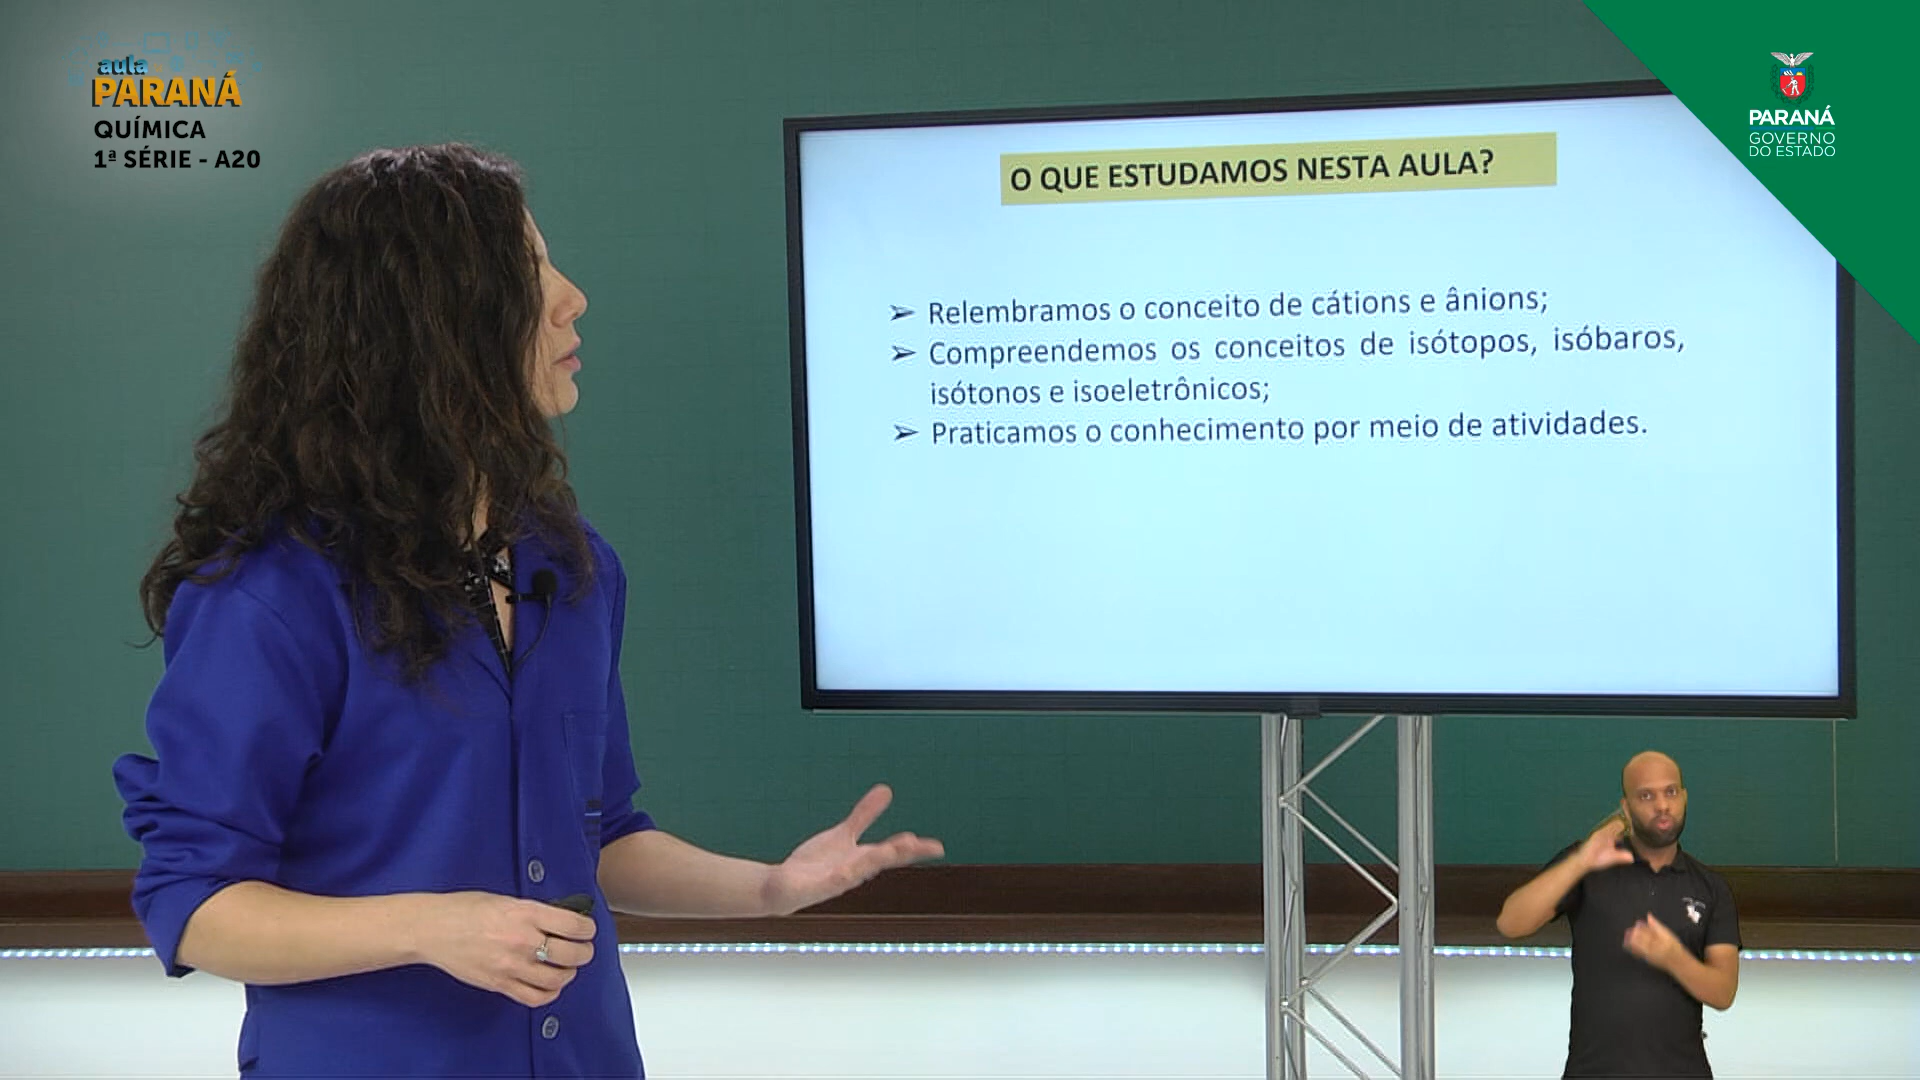 aula
PARANÁ
QUÍMICA
1ª SÉRIE - A20
PARANÁ
GOVERNO
DO ESTADO
O QUE ESTUDAMOS NESTA AULA?
➢ Relembramos o conceito de cátions e ânions;
➢ Compreendemos os conceitos de isótopos, isóbaros,
isótonos e isoeletrônicos;
➢ Praticamos o conhecimento por meio de atividades.